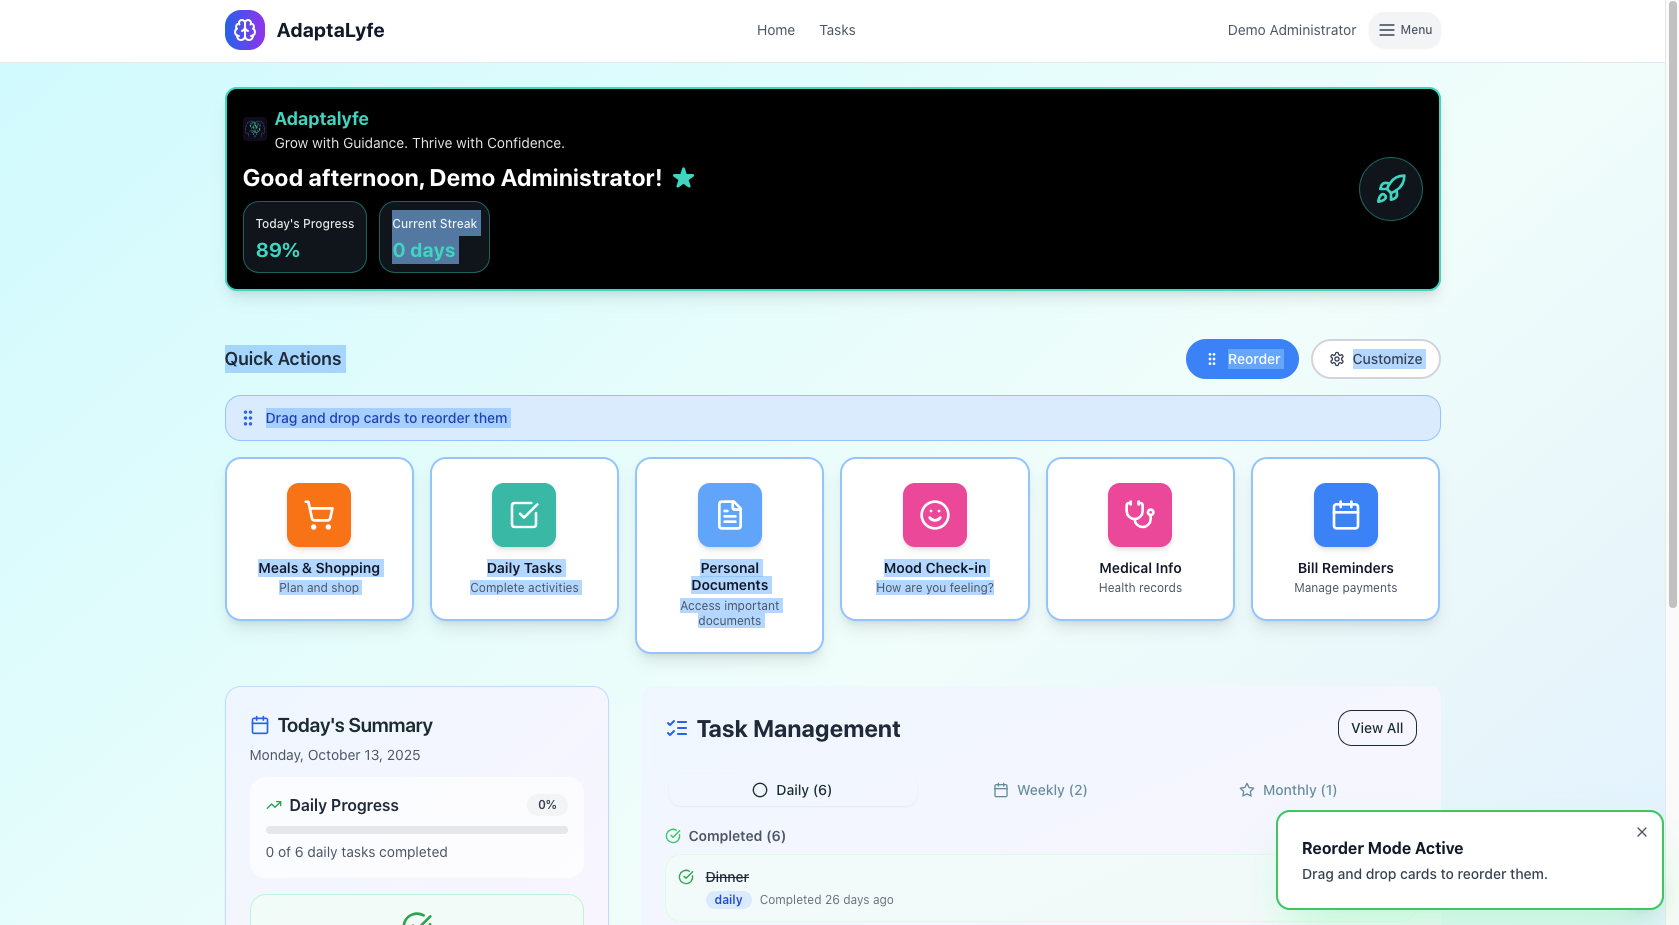 AdaptaLyfe
Home
Tasks
Demo Administrator
Menu
Adaptalyfe
Grow with Guidance. Thrive with Confidence.
Good afternoon, Demo Administrator!
Today's Progress
89%
Current Streak
0 days
Quick Actions
Reorder
Customize
Drag and drop cards to reorder them
Meals & Shopping
Plan and shop
Daily Tasks
Complete activities
Personal
Documents
Access important
documents
Mood Check-in
How are you feeling?
Medical Info
Health records
Bill Reminders
Manage payments
Today's Summary
Monday, October 13, 2025
Daily Progress
0%
0 of 6 daily tasks completed
Task Management
View All
Daily (6)
Weekly (2)
Monthly (1)
Completed (6)
Dinner
daily
Completed 26 days ago
Reorder Mode Active
Drag and drop cards to reorder them.